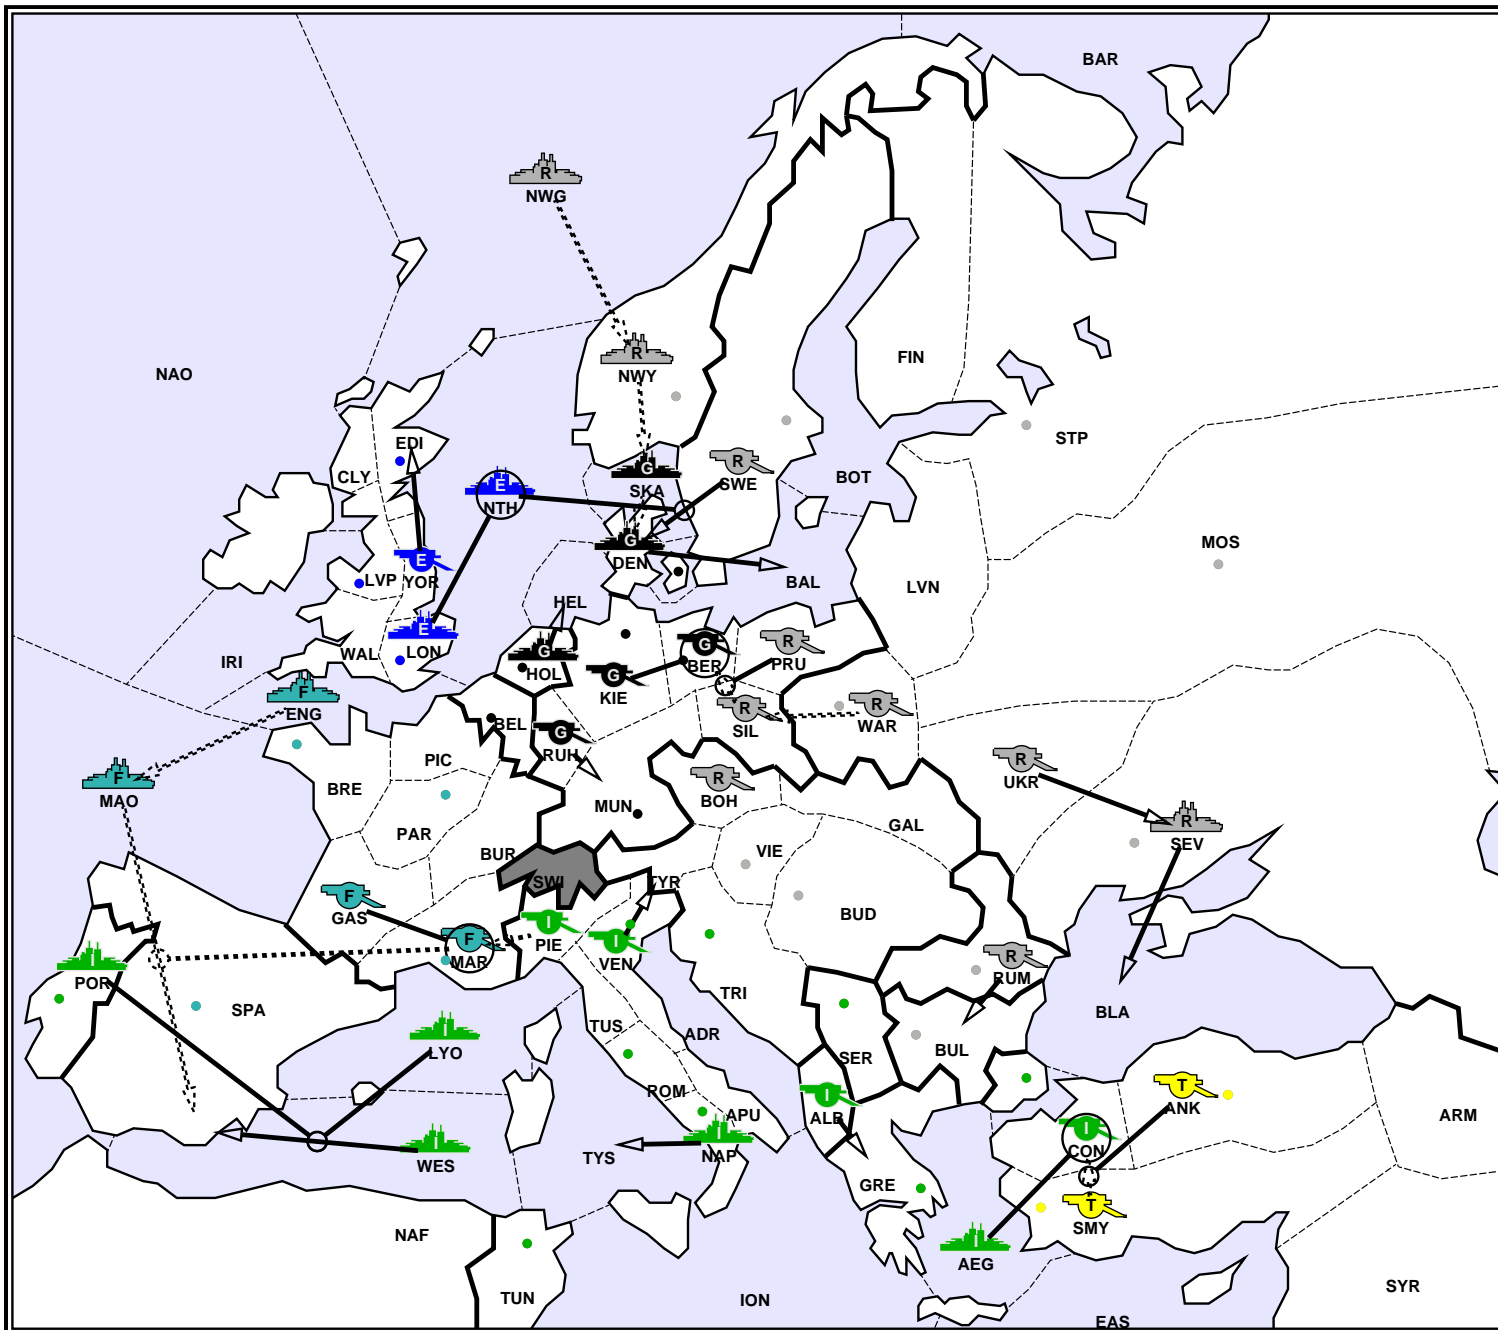 BAR
R
NWG
R
NWY
NAO
FIN
STP
EDI
CLY
E
NTH
G
SKA
R
SWE
BOT
MOS
G
DEN
BAL
E
YOR
LVP
LVN
HEL
IRI
WAL
E
LON
G
HOL
G
KIE
G
BER
R
PRU
F
ENG
BEL
G
RUH
R
SIL
R
WAR
PIC
BRE
F
MAO
MUN
R
BOH
R
UKR
R
SEV
PAR
GAL
BUR
VIE
SWI
TYR
F
GAS
BUD
F
MAR
I
PIE
I
VEN
R
RUM
I
POR
SPA
TRI
BLA
I
LYO
TUS
ADR
SER
BUL
ROM
APU
I
ALB
T
ANK
ARM
I
WES
TYS
I
NAP
I
CON
GRE
T
SMY
NAF
I
AEG
TUN
ION
SYR
EAS